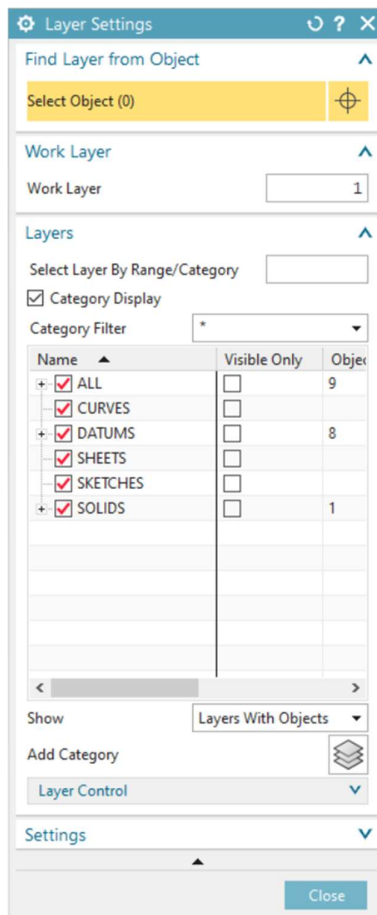 Layer Settings ?
Find Layer from Object
Select Object (0)
Work Layer
Work Layer 1
Layers
Select Layer By Range/Category
Category Display
Category Filter *
Name Visible Only Objec
ALL 9
CURVES
DATUMS 8
SHEETS
SKETCHES
SOLIDS 1
Show Layers With Objects
Add Category
Layer Control
Settings
Close